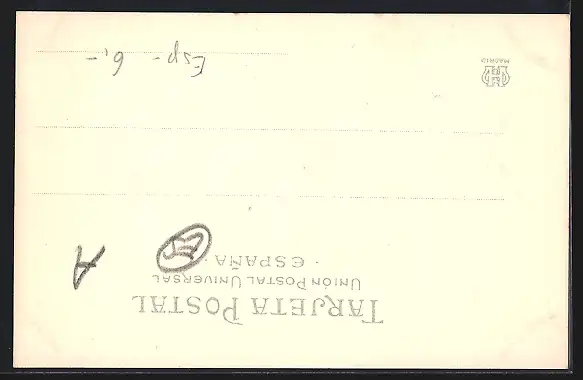 TARJETA POSTAL
UNIÓN POSTAL UNIVERSAL
· ESPAÑA ·
A
MADRID
Esp - 6,-